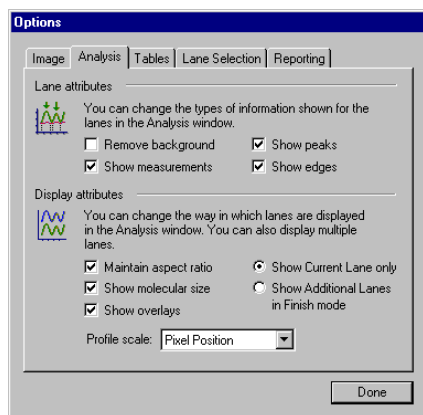 Options
Image Analysis Tables Lane Selection Reporting
Lane attributes
You can change the types of information shown for the
lanes in the Analysis window.
Remove background Show peaks
Show measurements Show edges
Display attributes
You can change the way in which lanes are displayed
in the Analysis window. You can also display multiple
lanes.
Maintain aspect ratio Show Current Lane only
Show molecular size Show Additional Lanes
in Finish mode
Show overlays
Profile scale: Pixel Position
Done